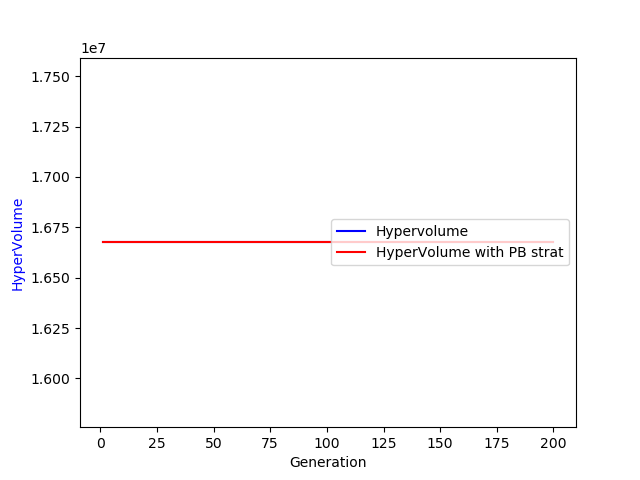 1e7
1.750
1.725
1.700
1.675
1.650
1.625
1.600
HyperVolume
Hypervolume
HyperVolume with PB strat
0 25 50 75 100 125 150 175 200
Generation